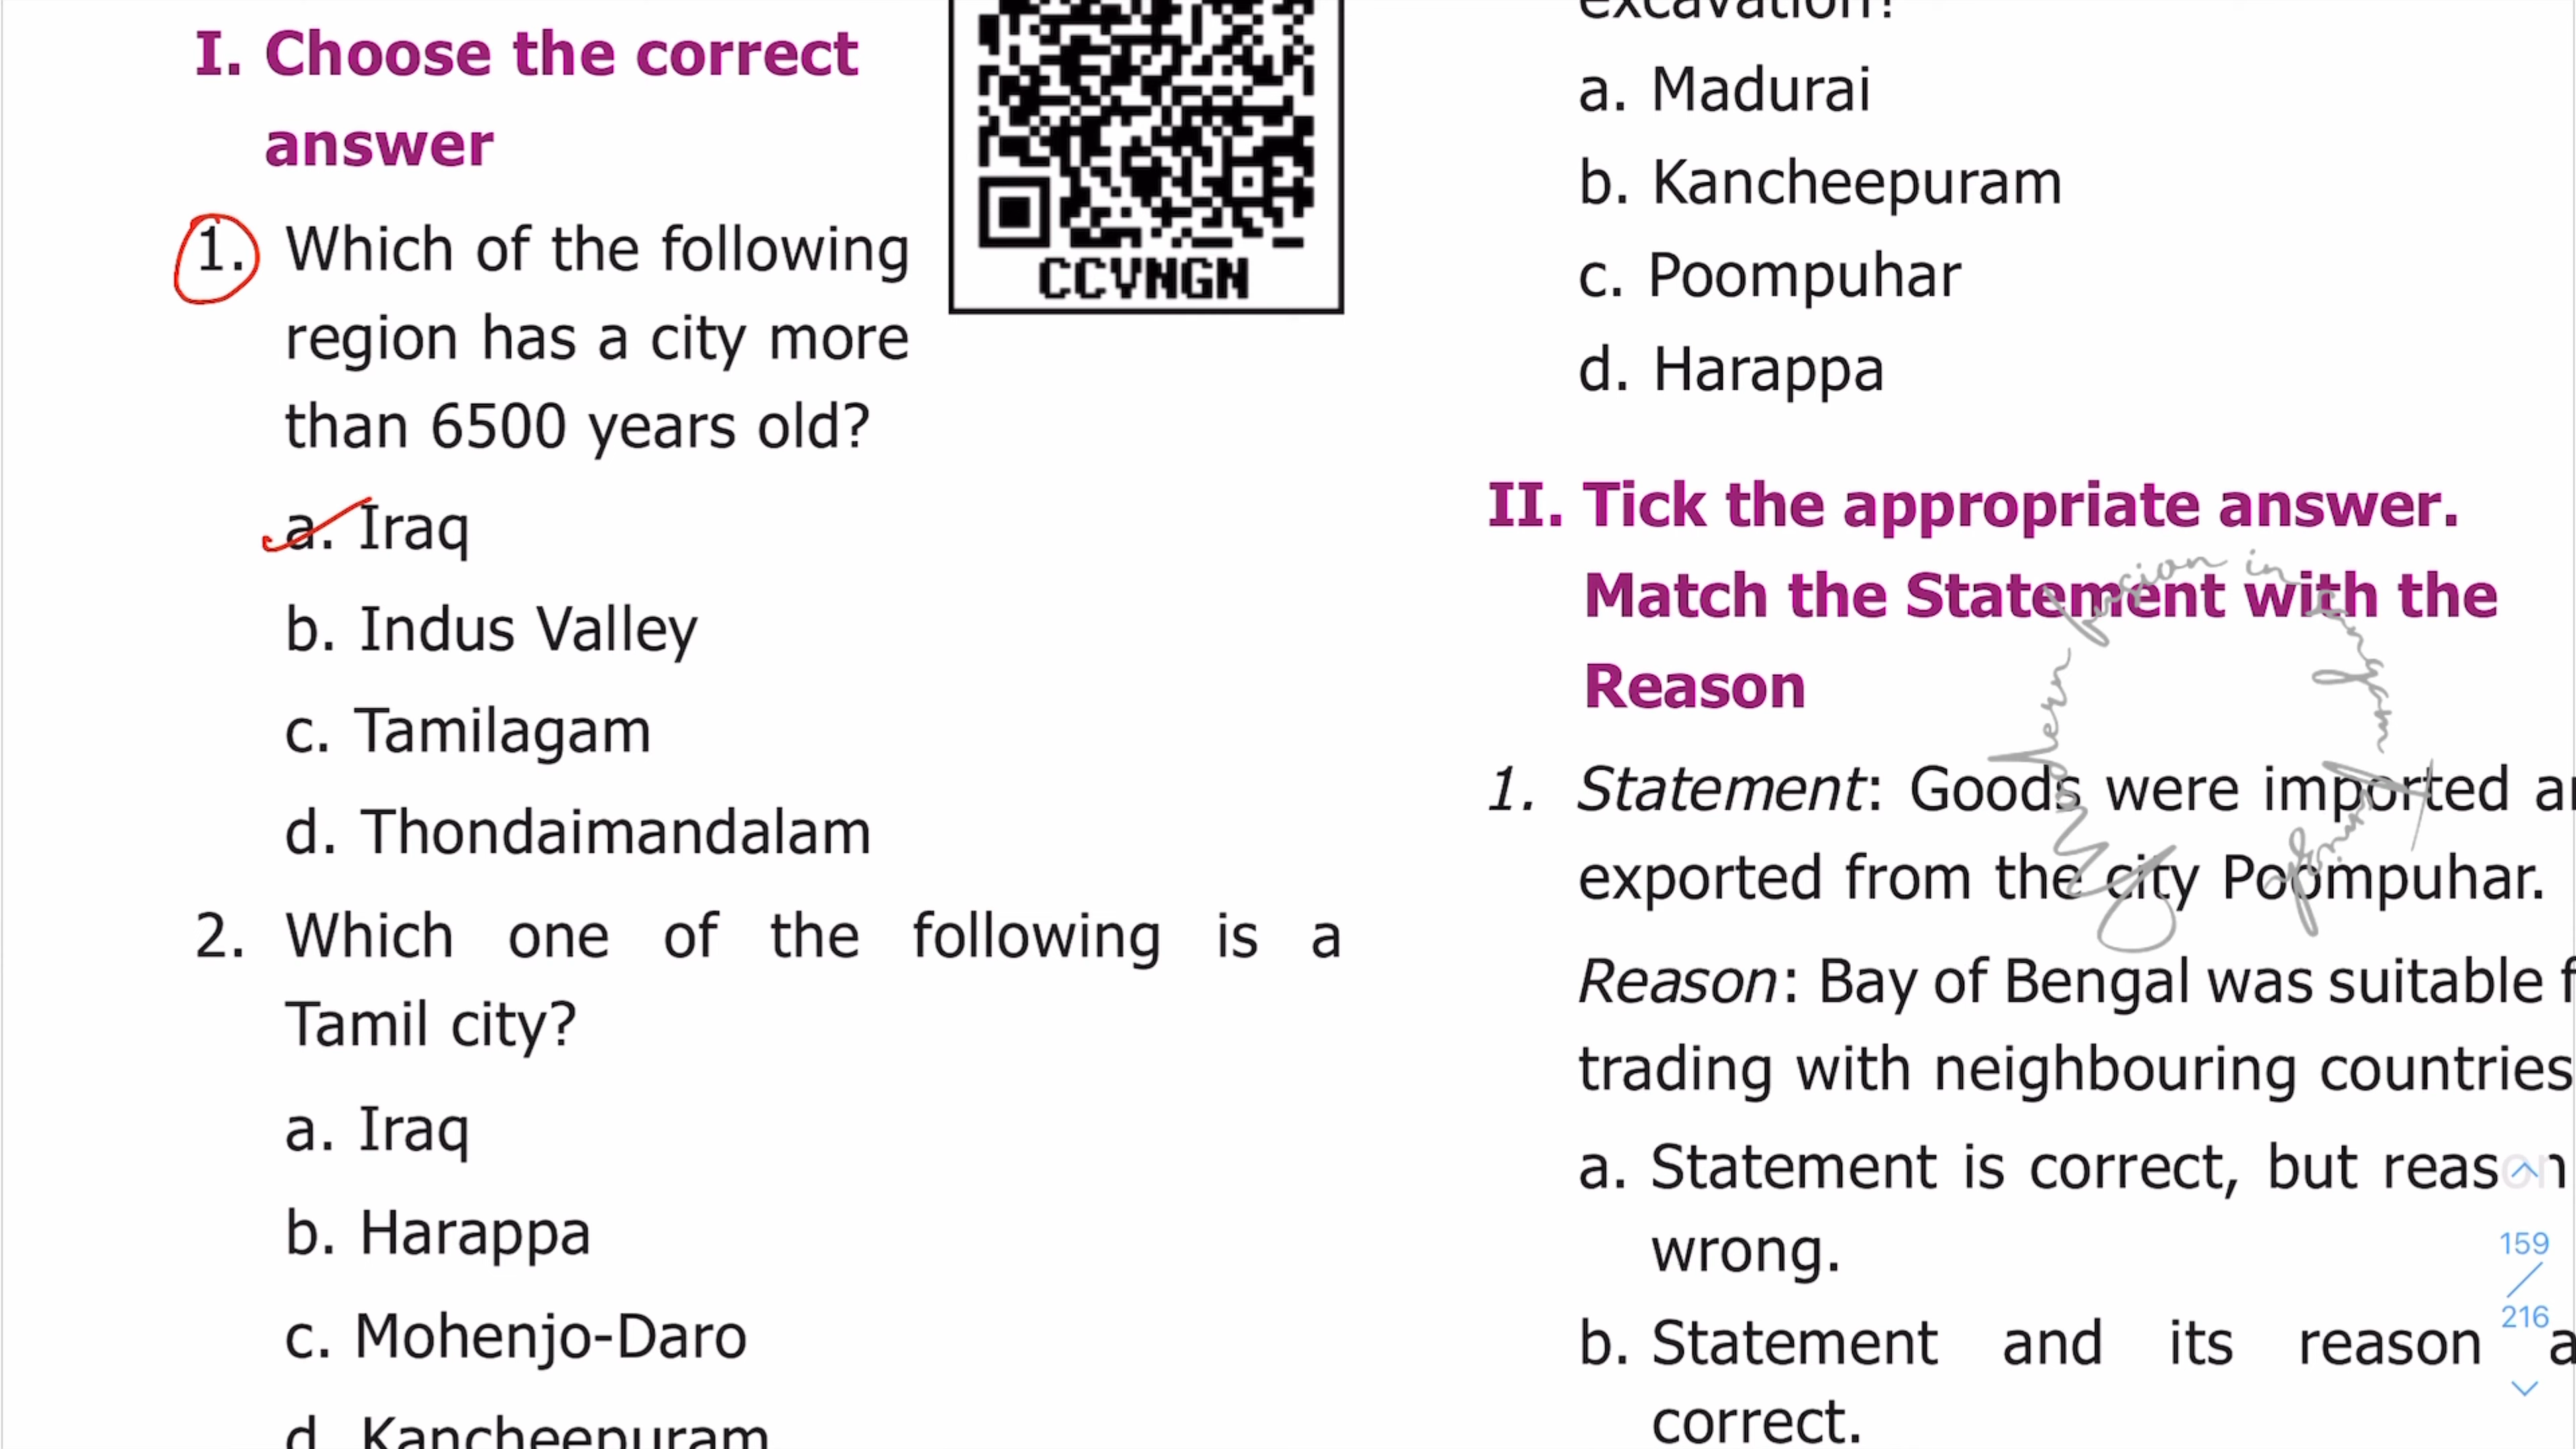 I. Choose the correct
answer
1. Which of the following
region has a city more
than 6500 years old?
a. Iraq
b. Indus Valley
c. Tamilagam
d. Thondaimandalam
2. Which one of the following is a
Tamil city?
a. Iraq
b. Harappa
c. Mohenjo-Daro
d. Kancheepuram
CCVNGN
excavation?
a. Madurai
b. Kancheepuram
c. Poompuhar
d. Harappa
II. Tick the appropriate answer.
Match the Statement with the
Reason
1. Statement: Goods were imported
exported from the city Poompuhar.
Reason: Bay of Bengal was suitable
trading with neighbouring countries
a. Statement is correct, but reason
wrong.
b. Statement and its reason
correct.
159
216